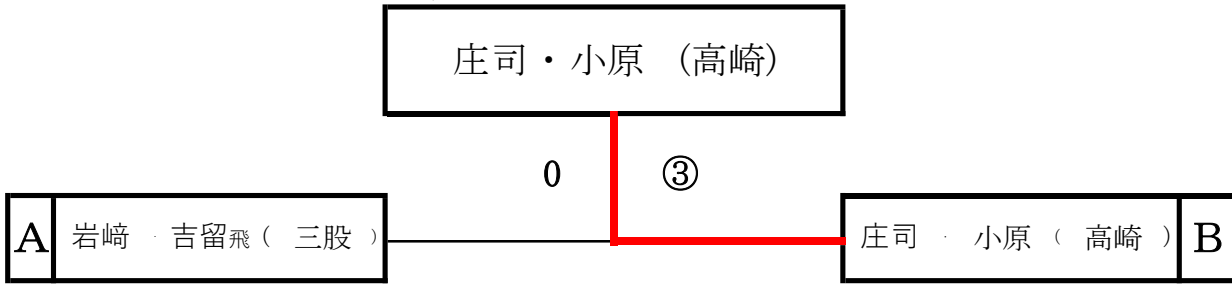 庄司・小原 (高崎)
0 ③
A 岩﨑 ・ 吉留飛 ( 三股 ) 庄司 ・ 小原 ( 高崎 ) B